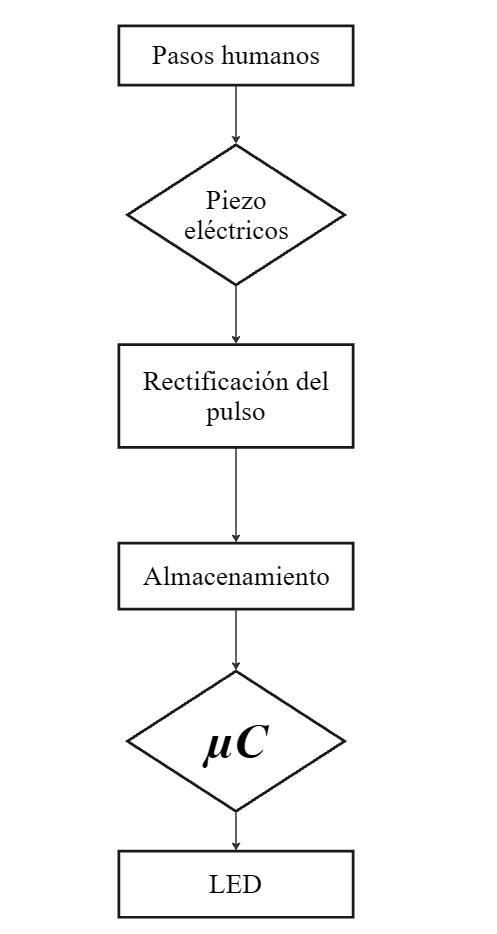 Pasos humanos
Piezo
eléctricos
Rectificación del
pulso
Almacenamiento
µC
LED